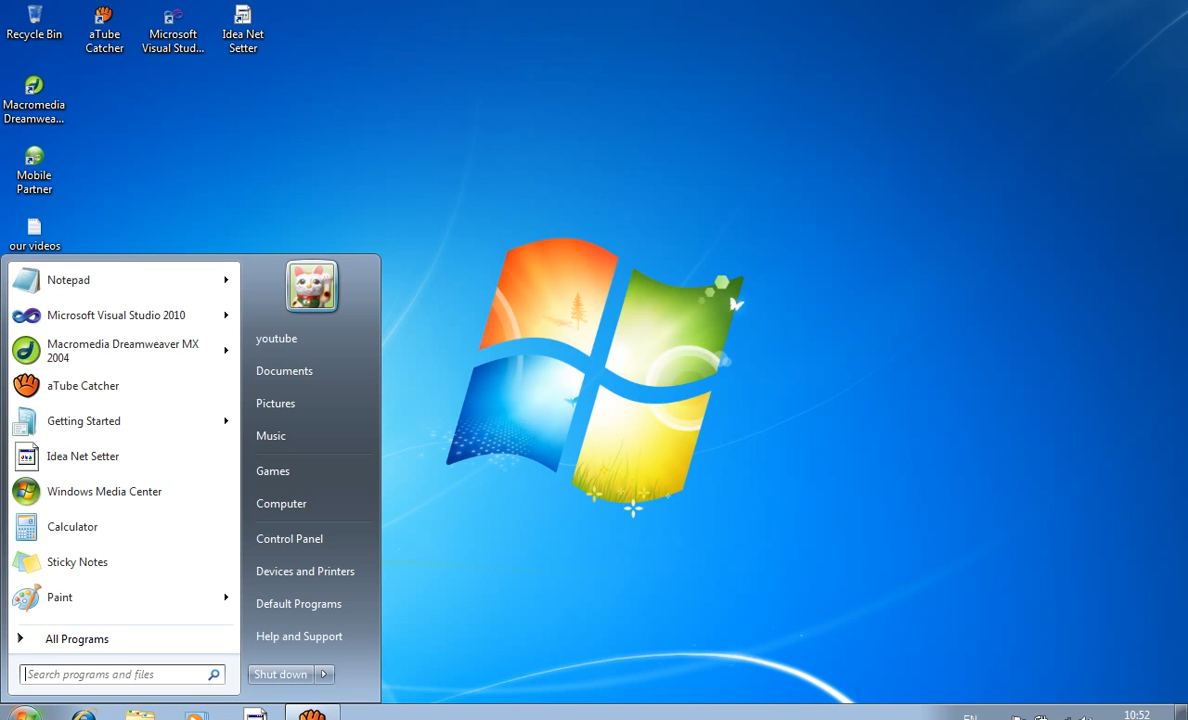 Recycle Bin
aTube
Catcher
Microsoft
Visual Stud...
Idea Net
Setter
Macromedia
Dreamwea...
Mobile
Partner
our videos
Notepad
Microsoft Visual Studio 2010
Macromedia Dreamweaver MX
2004
aTube Catcher
Getting Started
Idea Net Setter
Windows Media Center
Calculator
Sticky Notes
Paint
All Programs
Search programs and files
youtube
Documents
Pictures
Music
Games
Computer
Control Panel
Devices and Printers
Default Programs
Help and Support
Shut down
EN
10:52